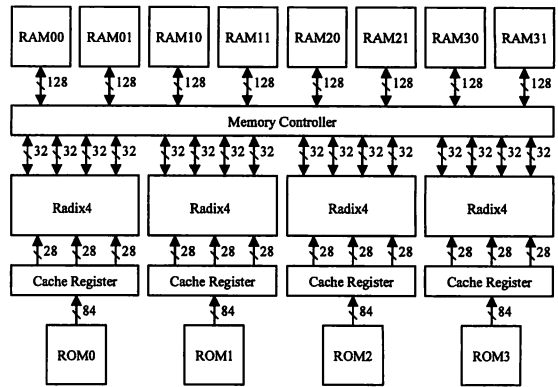 RAM00 RAM01 RAM10 RAM11 RAM20 RAM21 RAM30 RAM31
128 128 128 128 128 128 128 128
Memory Controller
32 32 32 32 32 32 32 32 32 32 32 32 32 32 32 32
Radix4 Radix4 Radix4 Radix4
28 28 28 28 28 28 28 28 28 28 28 28
Cache Register Cache Register Cache Register Cache Register
84 84 84 84
ROM0 ROM1 ROM2 ROM3